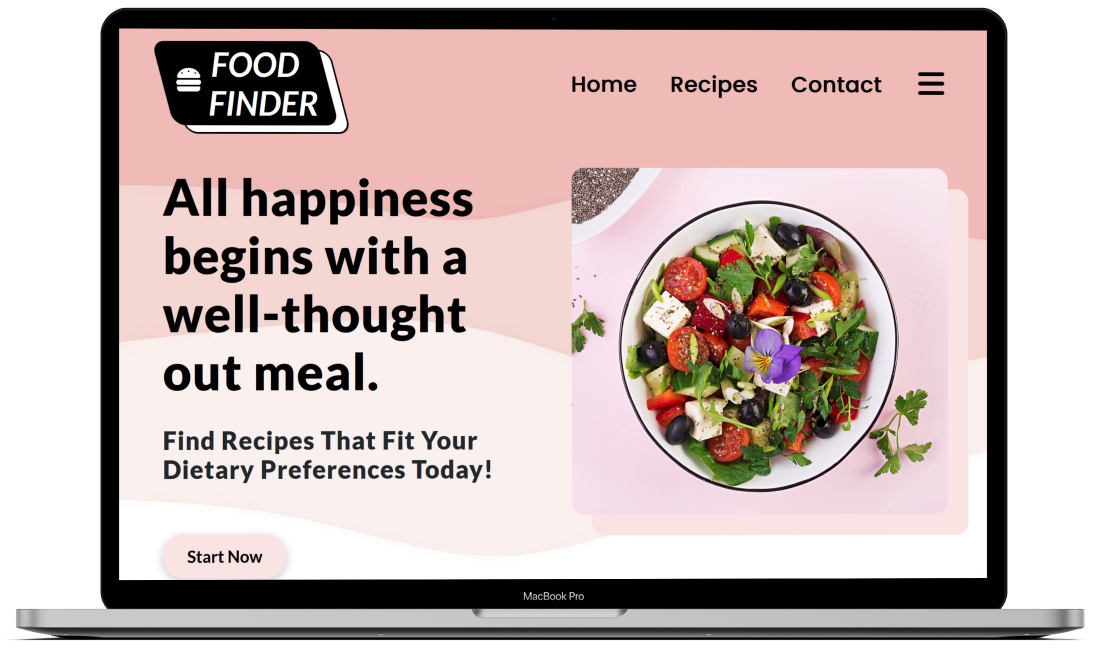 FOOD
FINDER
Home Recipes Contact
All happiness
begins with a
well-thought
out meal.
Find Recipes That Fit Your
Dietary Preferences Today!
Start Now
MacBook Pro